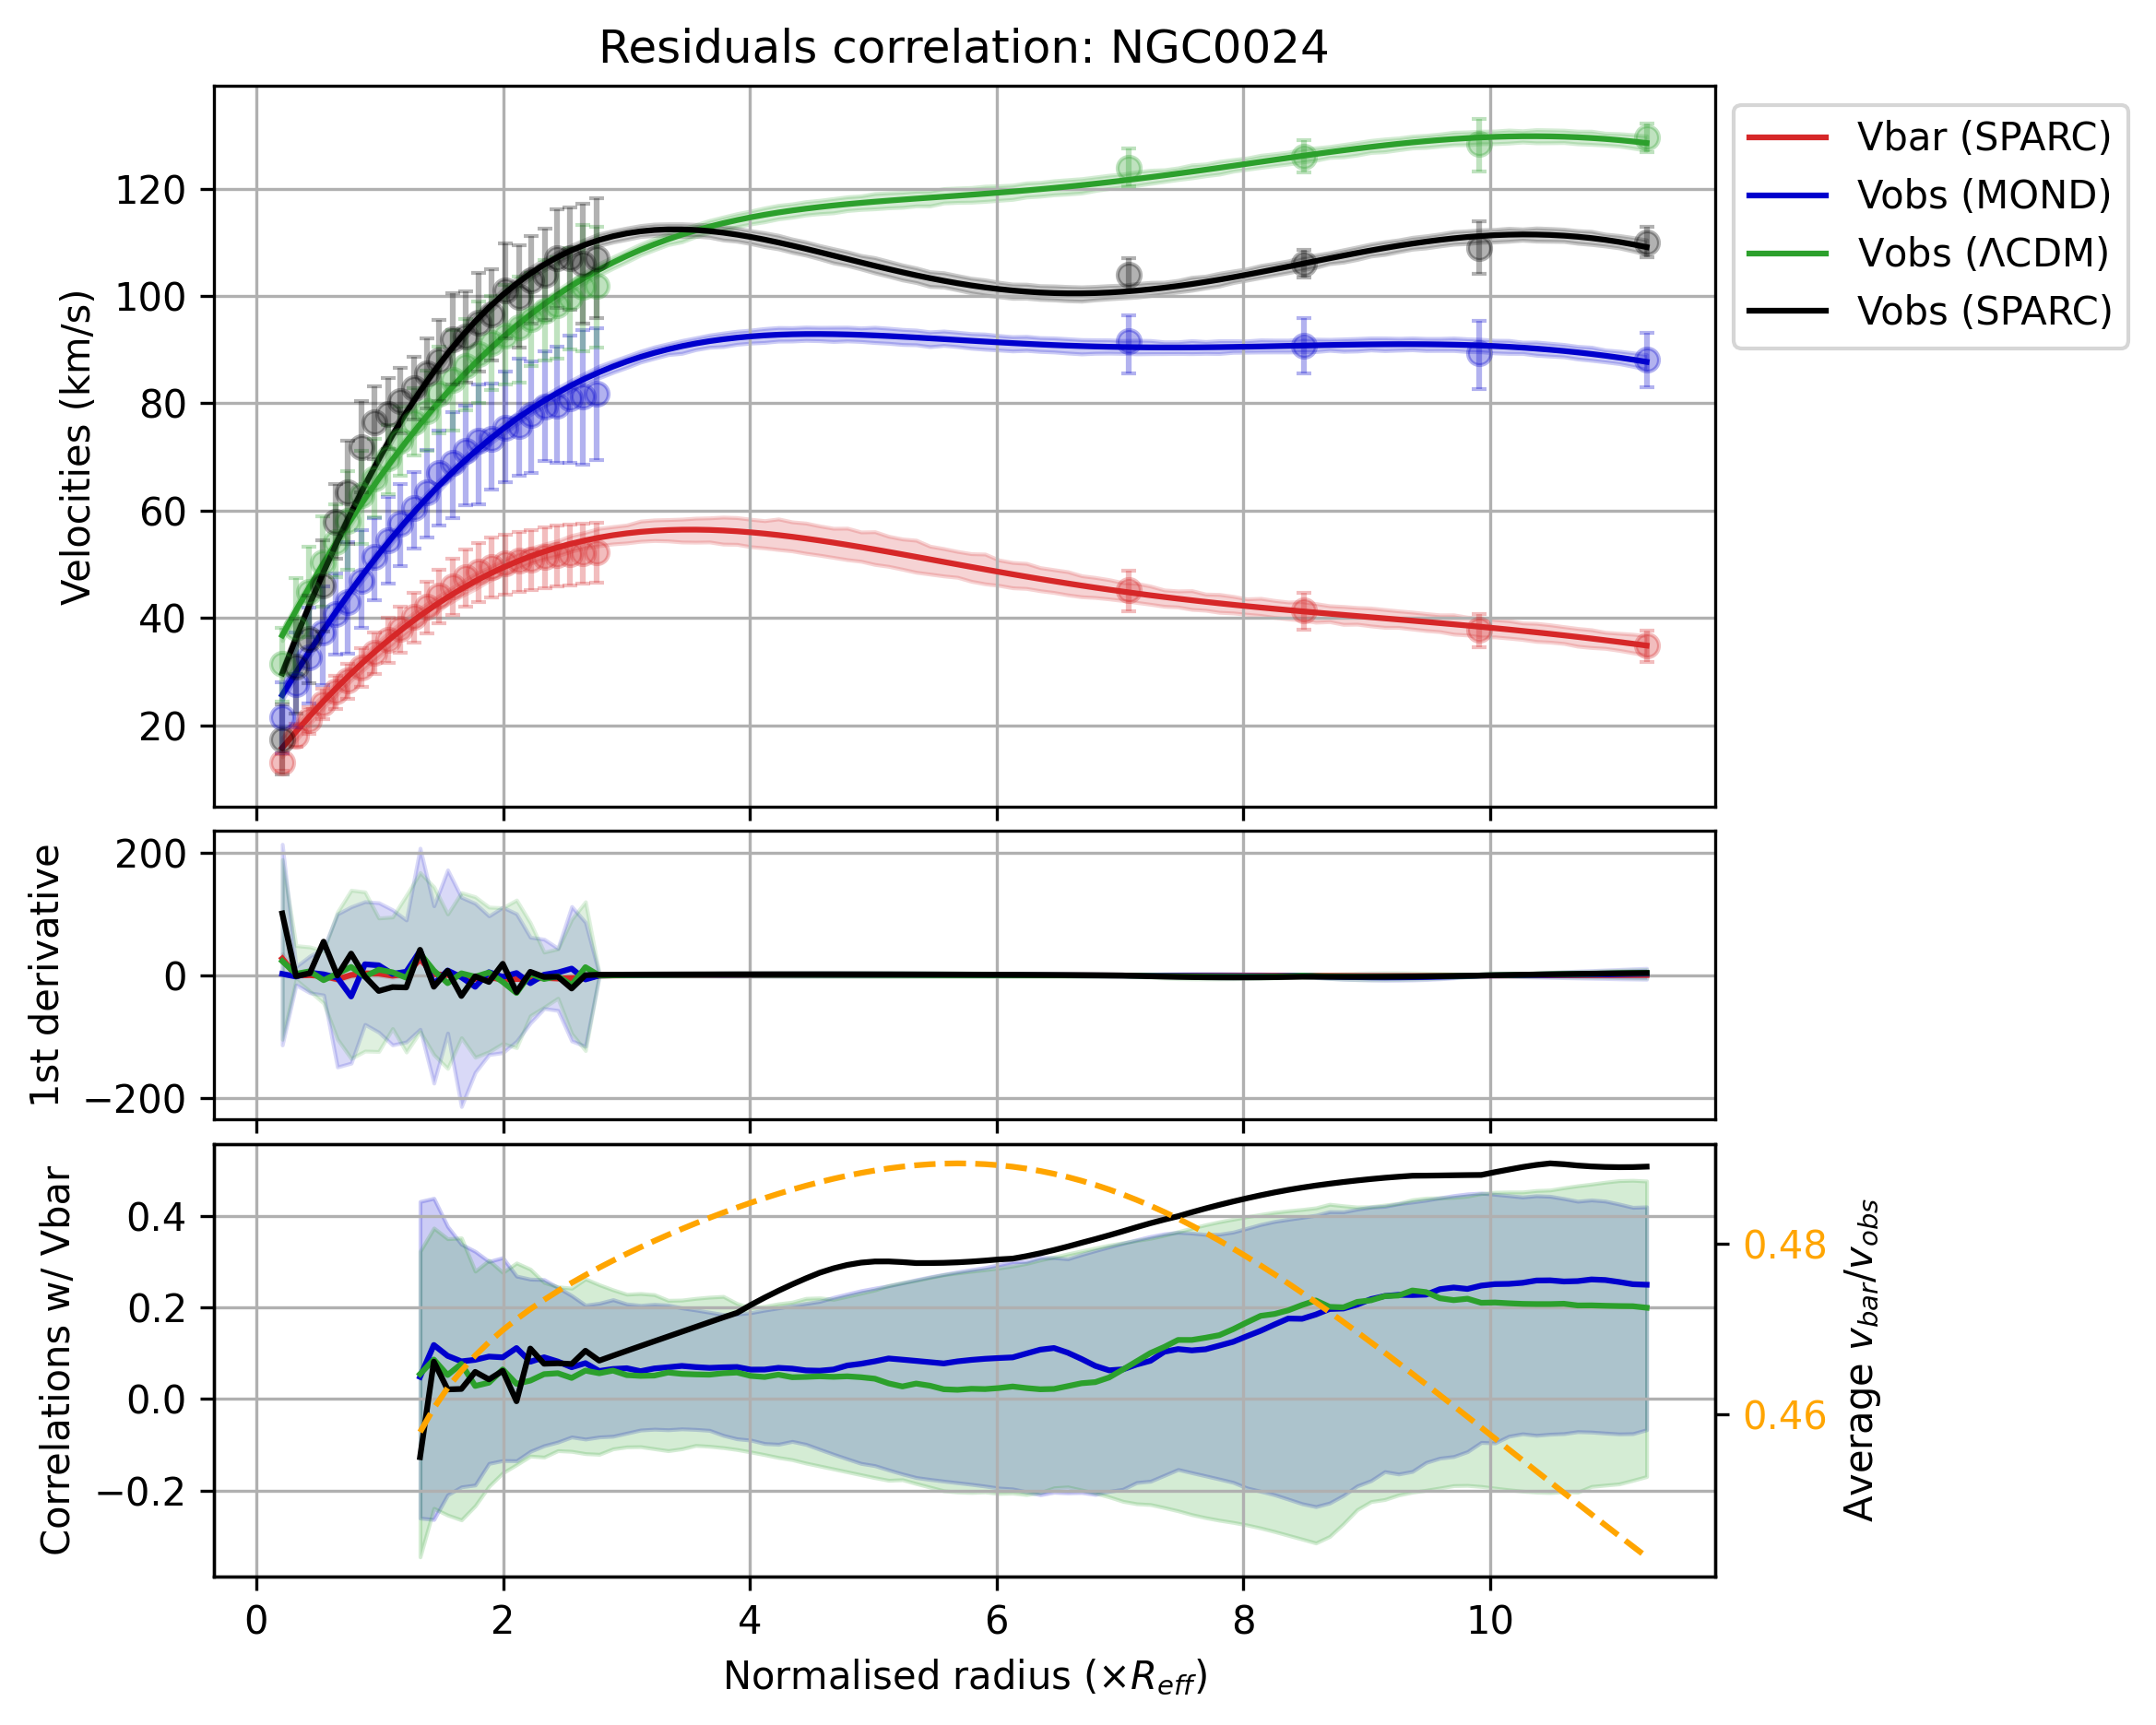 Residuals correlation: NGC0024
Velocities (km/s)
120
100
80
60
40
20
Vbar (SPARC)
Vobs (MOND)
Vobs (ΛCDM)
Vobs (SPARC)
1st derivative
200
0
−200
Correlations w/ Vbar
0.4
0.2
0.0
−0.2
0.48
0.46
Average v_bar/v_obs
0 2 4 6 8 10
Normalised radius (×R_eff)